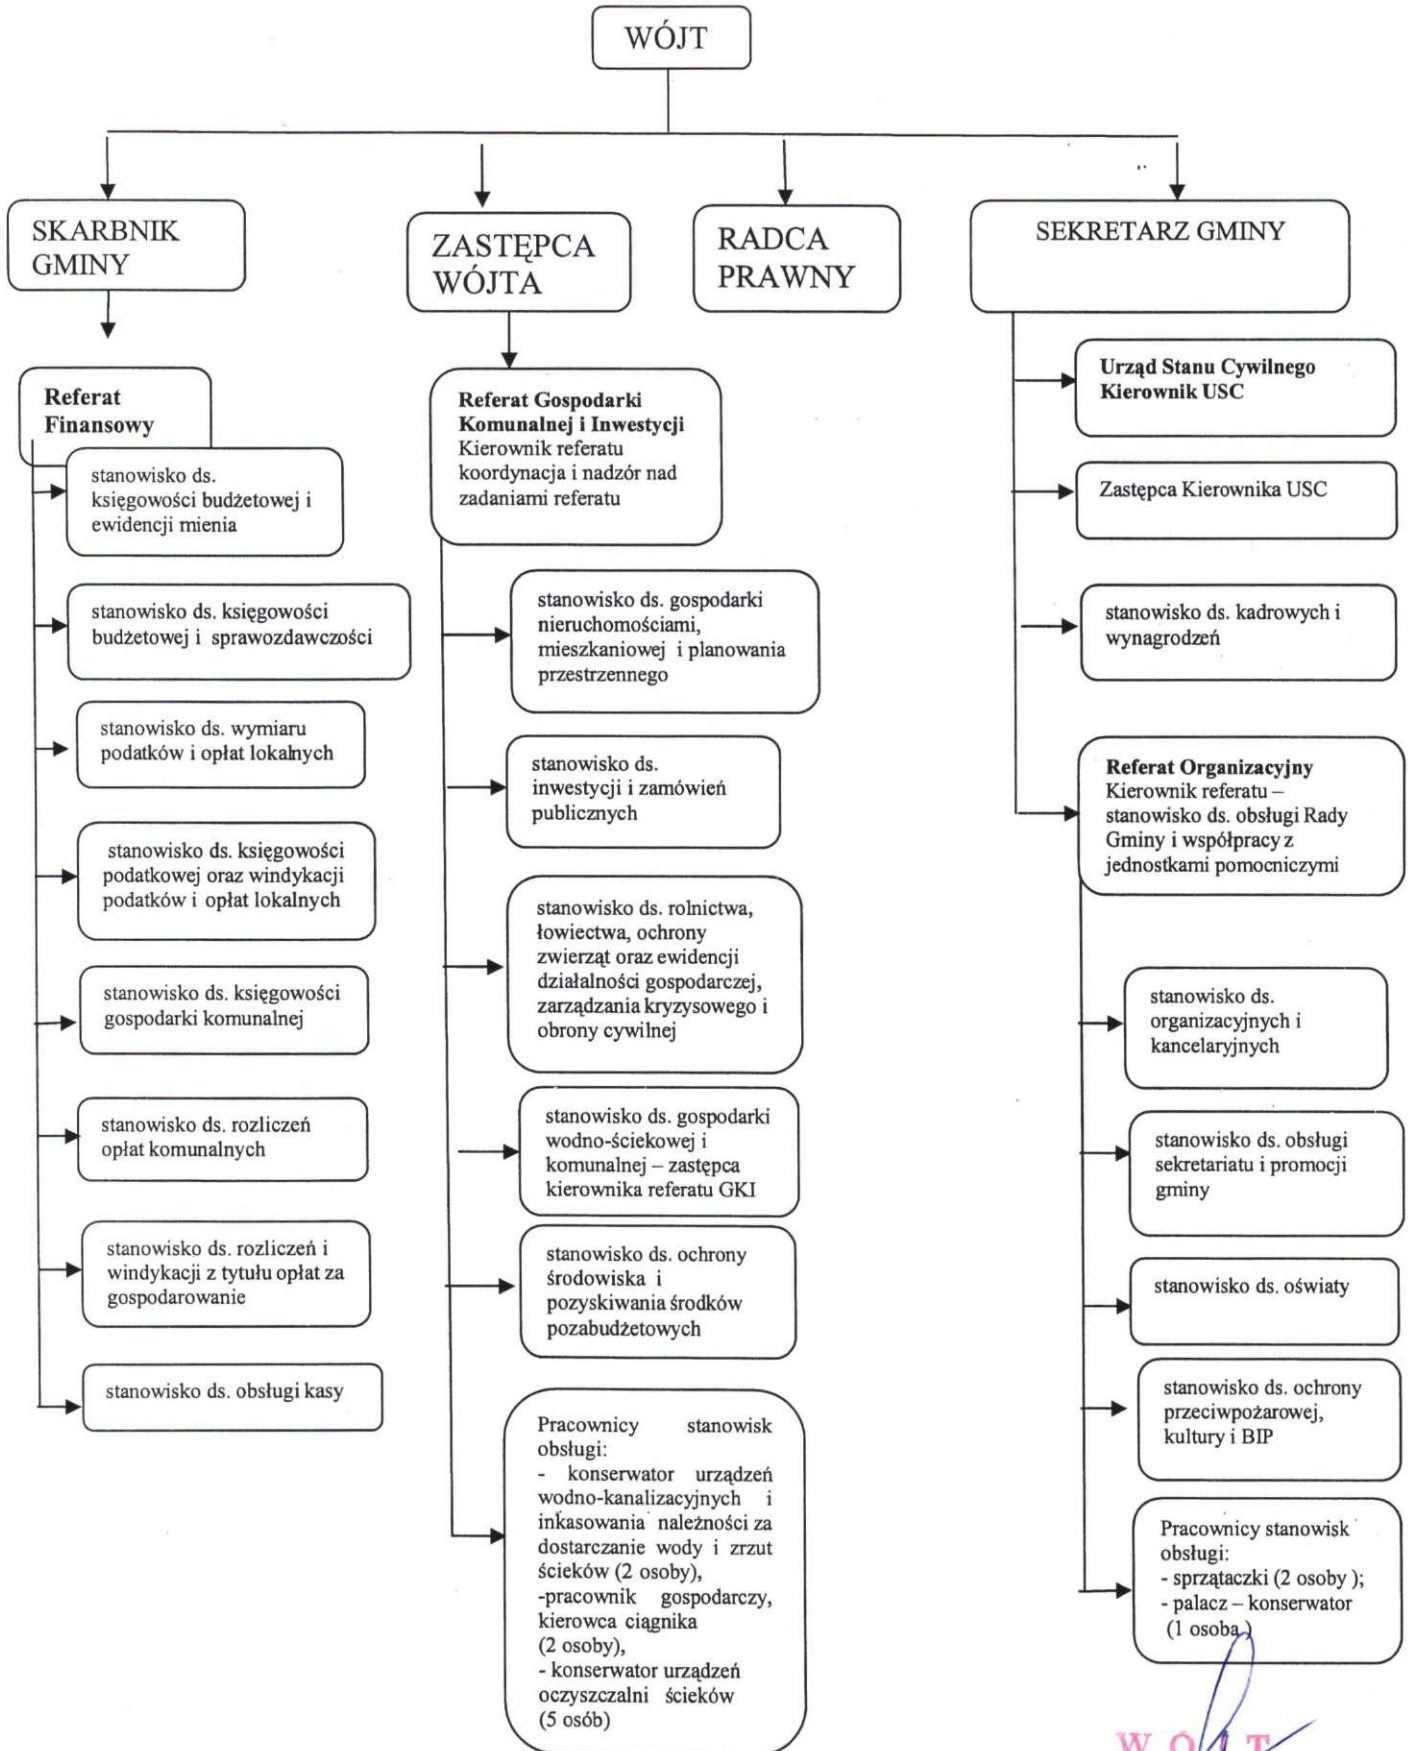 WÓJT
SKARBNIK
GMINY
ZASTĘPCA
WÓJTA
RADCA
PRAWNY
SEKRETARZ GMINY
Referat
Finansowy
stanowisko ds.
księgowości budżetowej i
ewidencji mienia
stanowisko ds. księgowości
budżetowej i sprawozdawczości
stanowisko ds. wymiaru
podatków i opłat lokalnych
stanowisko ds. księgowości
podatkowej oraz windykacji
podatków i opłat lokalnych
stanowisko ds. księgowości
gospodarki komunalnej
stanowisko ds. rozliczeń
opłat komunalnych
stanowisko ds. rozliczeń i
windykacji z tytułu opłat za
gospodarowanie
stanowisko ds. obsługi kasy
Referat Gospodarki
Komunalnej i Inwestycji
Kierownik referatu
koordynacja i nadzór nad
zadaniami referatu
stanowisko ds. gospodarki
nieruchomościami,
mieszkaniowej i planowania
przestrzennego
stanowisko ds.
inwestycji i zamówień
publicznych
stanowisko ds. rolnictwa,
łowiectwa, ochrony
zwierząt oraz ewidencji
działalności gospodarczej,
zarządzania kryzysowego i
obrony cywilnej
stanowisko ds. gospodarki
wodno-ściekowej i
komunalnej – zastępca
kierownika referatu GKI
stanowisko ds. ochrony
środowiska i
pozyskiwania środków
pozabudżetowych
Pracownicy stanowisk
obsługi:
- konserwator urządzeń
wodno-kanalizacyjnych i
inkasowania należności za
dostarczanie wody i zrzut
ścieków (2 osoby),
-pracownik gospodarczy,
kierowca ciągnika
(2 osoby),
- konserwator urządzeń
oczyszczalni ścieków
(5 osób)
Urząd Stanu Cywilnego
Kierownik USC
Zastępca Kierownika USC
stanowisko ds. kadrowych i
wynagrodzeń
Referat Organizacyjny
Kierownik referatu –
stanowisko ds. obsługi Rady
Gminy i współpracy z
jednostkami pomocniczymi
stanowisko ds.
organizacyjnych i
kancelaryjnych
stanowisko ds. obsługi
sekretariatu i promocji
gminy
stanowisko ds. oświaty
stanowisko ds. ochrony
przeciwpożarowej,
kultury i BIP
Pracownicy stanowisk
obsługi:
- sprzątaczki (2 osoby );
- palacz – konserwator
(1 osoba )
WÓJT